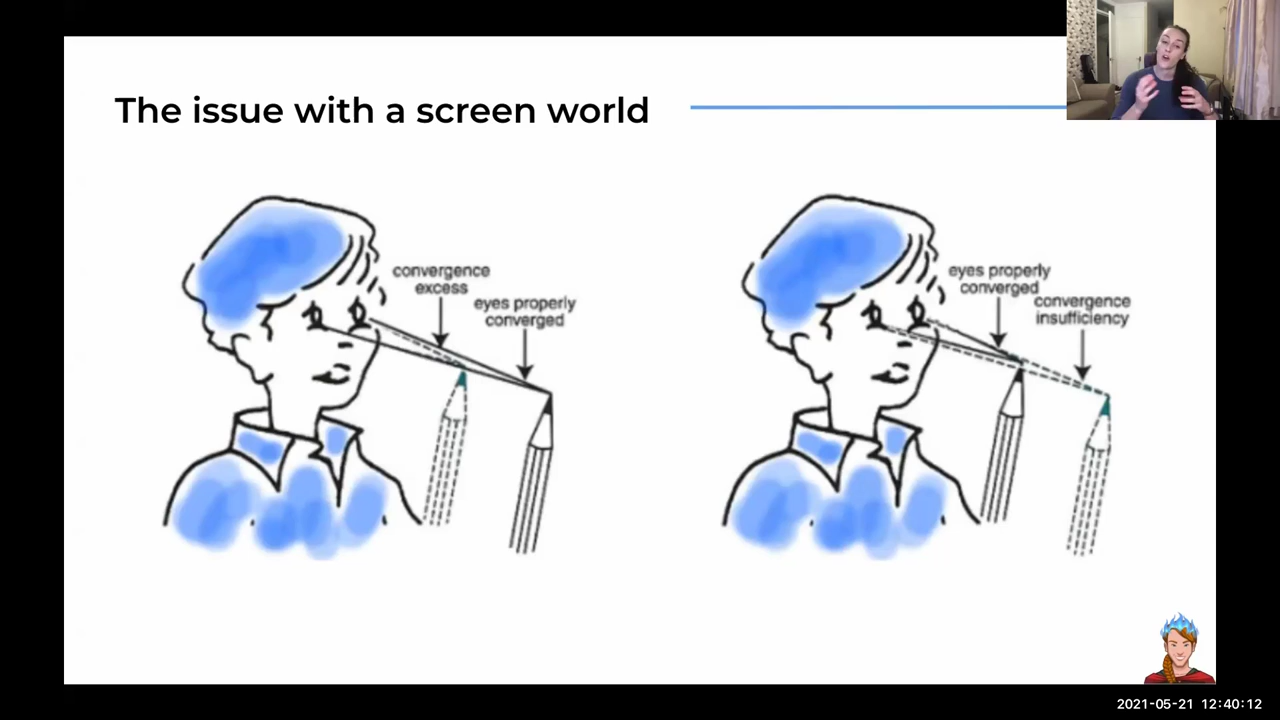 The issue with a screen world
convergence
excess
eyes properly
converged
eyes properly
converged
convergence
insufficiency
2021-05-21 12:40:12